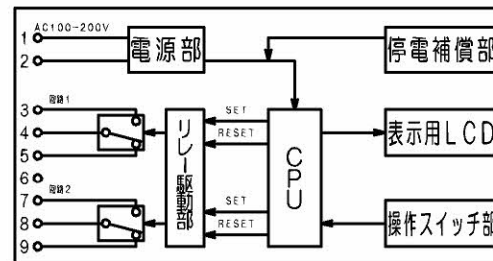 AC100-200V
1
2
電源部
停電補償部
3
回路1
4
5
6
回路2
7
8
9
リレー駆動部
SET
RESET
SET
RESET
CPU
表示用LCD
操作スイッチ部